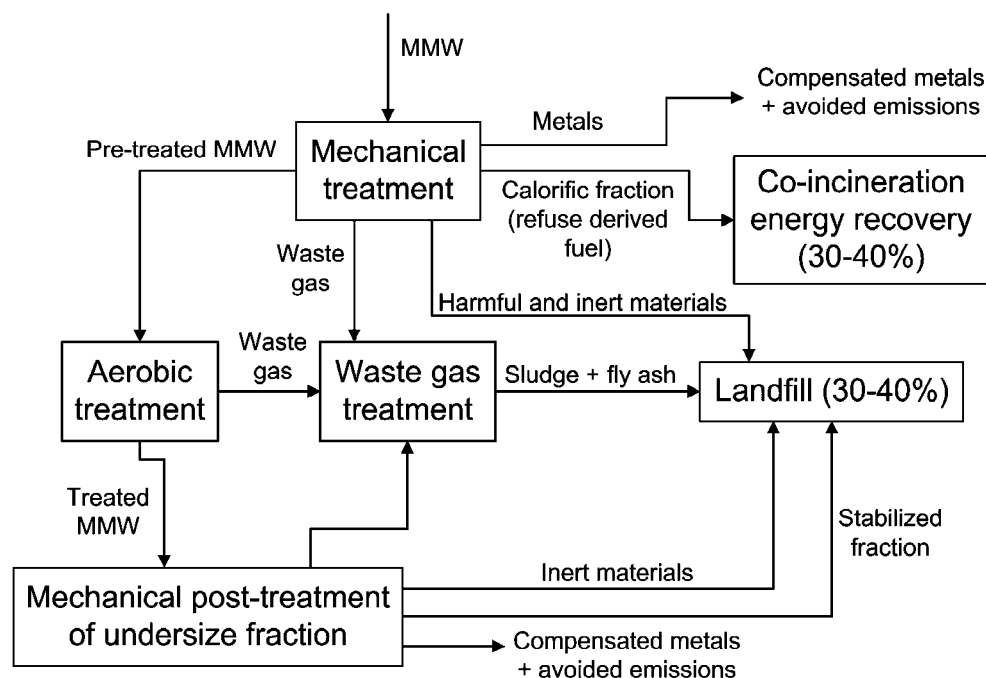 MMW
Compensated metals
+ avoided emissions
Metals
Pre-treated MMW
Mechanical
treatment
Calorific fraction
(refuse derived
fuel)
Co-incineration
energy recovery
(30-40%)
Waste
gas
Harmful and inert materials
Aerobic
treatment
Waste
gas
Waste gas
treatment
Sludge + fly ash
Landfill (30-40%)
Treated
MMW
Stabilized
fraction
Mechanical post-treatment
of undersize fraction
Inert materials
Compensated metals
+ avoided emissions